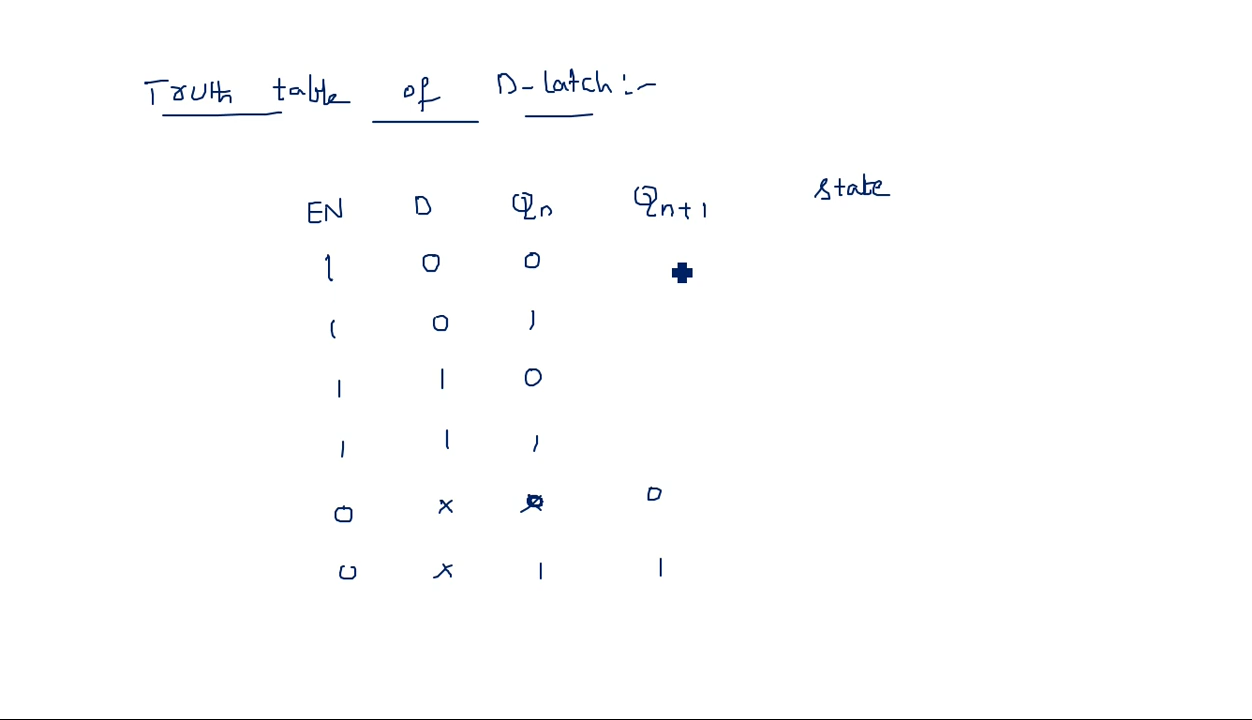 Truth table of D-latch :-
EN D Qn Qn+1 state
1 0 0
1 0 1
1 1 0
1 1 1
0 x 0 0
0 x 1 1